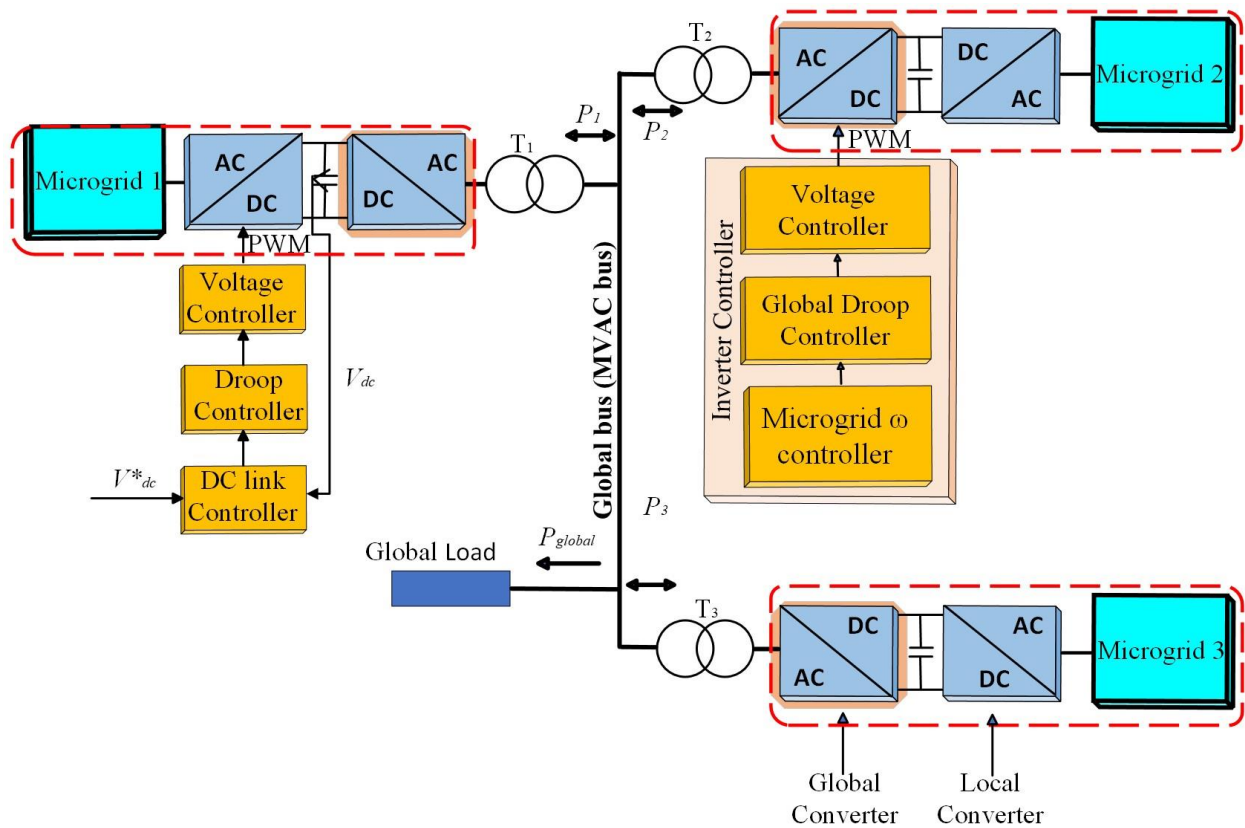 T2
AC
DC
DC
AC
Microgrid 2
P1
P2
PWM
T1
Microgrid 1
AC
DC
DC
AC
PWM
Voltage
Controller
Droop
Controller
DC link
Controller
Vdc
V*dc
Global bus (MVAC bus)
Inverter Controller
Voltage
Controller
Global Droop
Controller
Microgrid ω
controller
P3
Pglobal
Global Load
T3
DC
AC
AC
DC
Microgrid 3
Global
Converter
Local
Converter